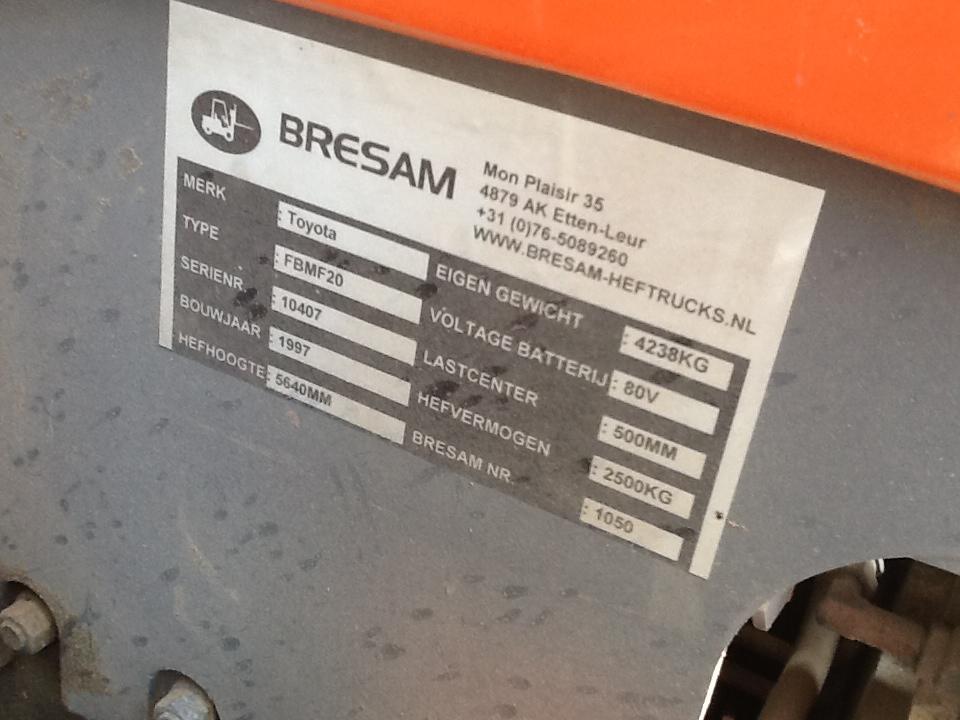 BRESAM
Mon Plaisir 35
4879 AK Etten-Leur
+31 (0)76-5089260
WWW.BRESAM-HEFTRUCKS.NL
MERK : Toyota
TYPE : FBMF20
SERIENR. : 10407
BOUWJAAR : 1997
HEFHOOGTE : 5640MM
EIGEN GEWICHT : 4238KG
VOLTAGE BATTERIJ : 80V
LASTCENTER : 500MM
HEFVERMOGEN : 2500KG
BRESAM NR. : 1050